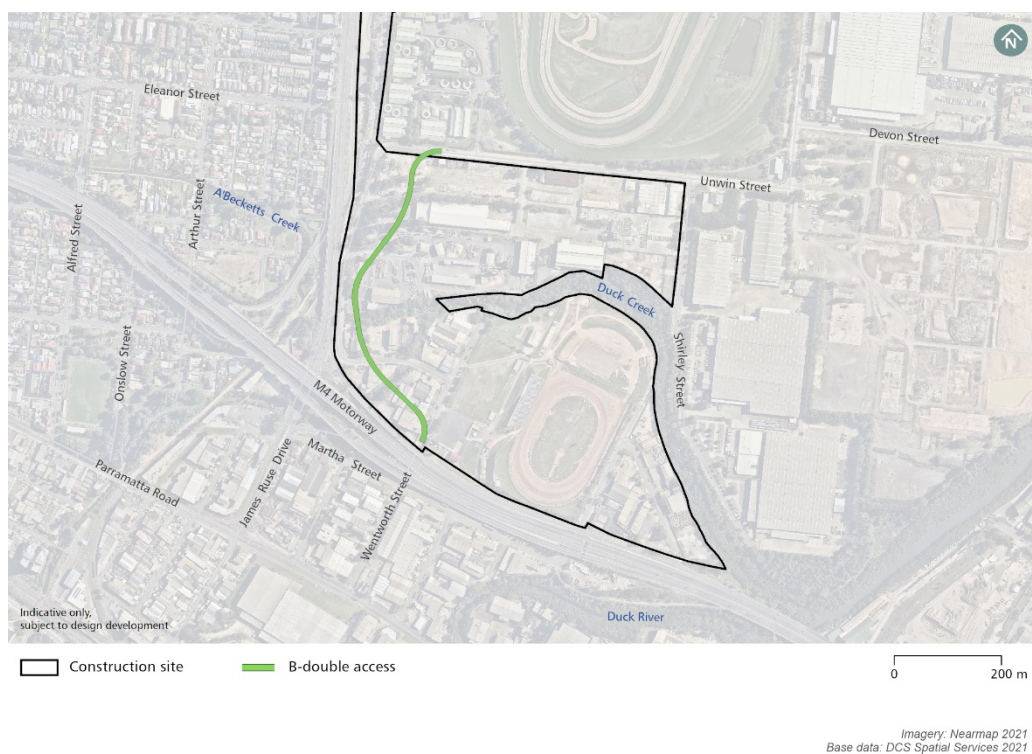 N
Eleanor Street
Devon Street
Unwin Street
A'Becketts Creek
Arthur Street
Alfred Street
Duck Creek
Shirley Street
Onslow Street
M4 Motorway
Martha Street
James Ruse Drive
Parramatta Road
Wentworth Street
Indicative only,
subject to design development
Duck River
Construction site
B-double access
0
200 m
Imagery: Nearmap 2021
Base data: DCS Spatial Services 2021